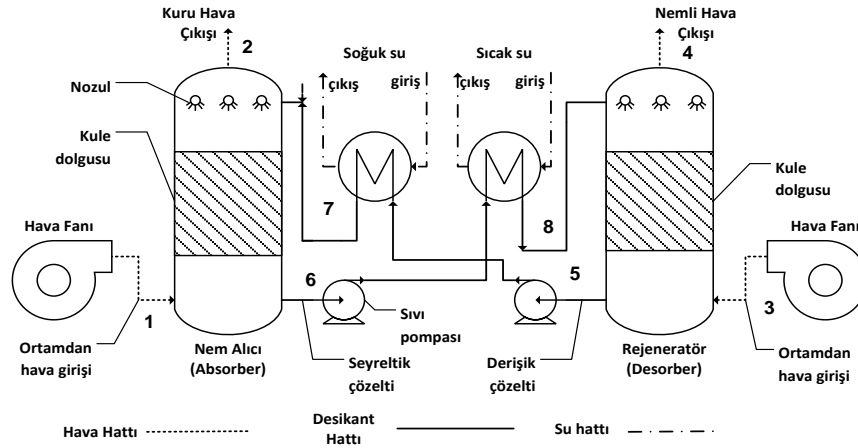 Kuru Hava
Çıkışı
2
Nemli Hava
Çıkışı
4
Soğuk su
çıkış
giriş
Sıcak su
çıkış
giriş
Nozul
Kule
dolgusu
Kule
dolgusu
7
8
Hava Fanı
Hava Fanı
6
5
1
3
Sıvı
pompası
Ortamdan
hava girişi
Nem Alıcı
(Absorber)
Seyreltik
çözelti
Derişik
çözelti
Rejeneratör
(Desorber)
Ortamdan
hava girişi
Hava Hattı
Desikant
Hattı
Su hattı